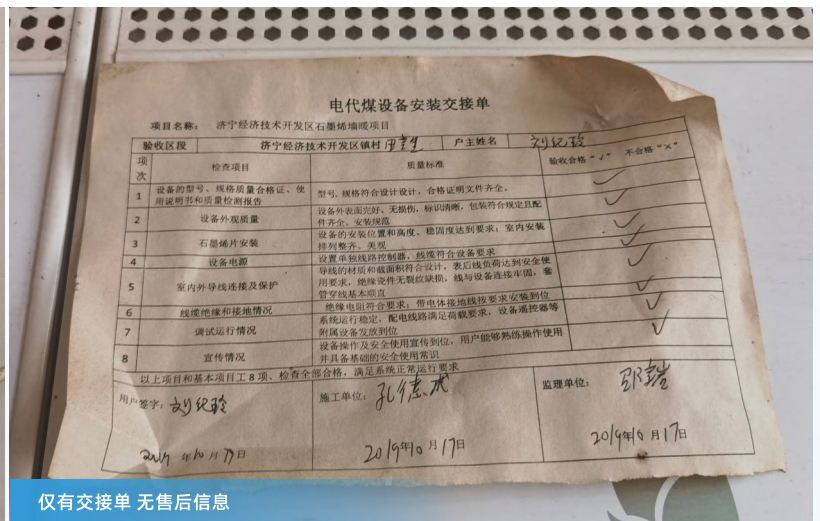 电代煤设备安装交接单
项目名称: 济宁经济技术开发区石墨烯墙暖项目
验收区段 济宁经济技术开发区镇村 户主姓名 刘纪玲
项次 检查项目 质量标准 验收合格“√” 不合格“×”
1 设备的型号、规格质量合格证、使用说明书和质量检测报告 型号、规格符合设计设计,合格证明文件齐全。 √
2 设备外观质量 设备外表面完好、无损伤,标识清晰,包装符合规定且配件齐全、安装规范 √
3 石墨烯片安装 设备的安装位置和高度、稳固度达到要求;室内安装排列整齐、美观 √
4 设备电源 设置单独线路控制器,线缆符合设备要求 √
5 室内外导线连接及保护 导线的材质和截面积符合设计,表后线负荷达到安全使用要求,绝缘瓷件无裂纹缺损,线与设备连接牢固,套管穿线基本顺直 √
6 线缆绝缘和接地情况 绝缘电阻符合要求;带电体接地线按要求安装到位 √
7 调试运行情况 系统运行稳定,配电线路满足荷载要求,设备遥控器等附属设备发放到位 √
8 宣传情况 设备操作及安全使用宣传到位,用户能够熟练操作使用并具备基础的安全使用常识 √
以上项目和基本项目工8项、检查全部合格,满足系统正常运行要求
用户签字: 刘纪玲 施工单位: 监理单位:
2019年10月 日 2019年10月17日 2019年10月17日
仅有交接单 无售后信息